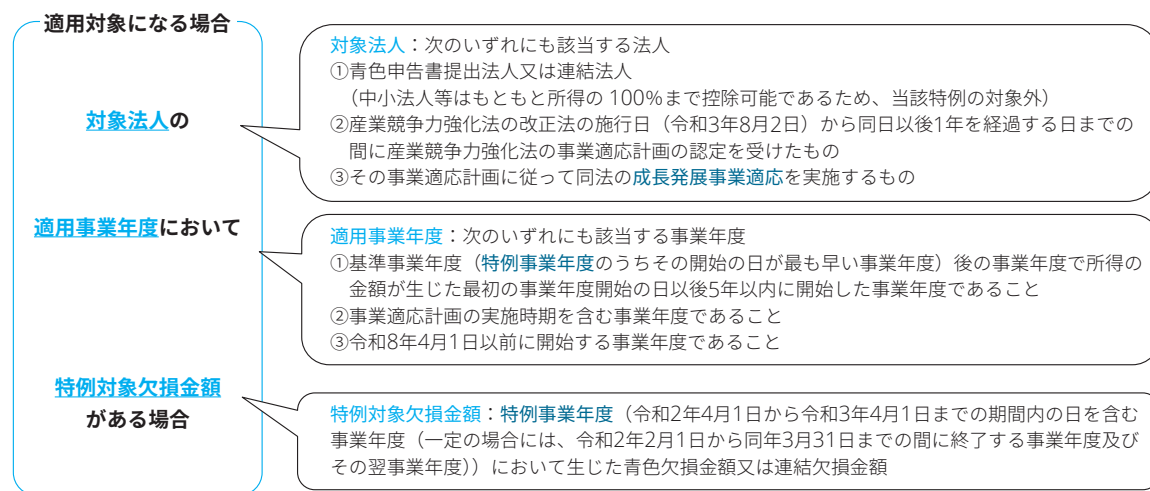 適用対象になる場合
対象法人の
対象法人：次のいずれにも該当する法人
①青色申告書提出法人又は連結法人
（中小法人等はもともと所得の 100％まで控除可能であるため、当該特例の対象外）
②産業競争力強化法の改正法の施行日（令和3年8月2日）から同日以後1年を経過する日までの
間に産業競争力強化法の事業適応計画の認定を受けたもの
③その事業適応計画に従って同法の成長発展事業適応を実施するもの
適用事業年度において
適用事業年度：次のいずれにも該当する事業年度
①基準事業年度（特例事業年度のうちその開始の日が最も早い事業年度）後の事業年度で所得の
金額が生じた最初の事業年度開始の日以後5年以内に開始した事業年度であること
②事業適応計画の実施時期を含む事業年度であること
③令和8年4月1日以前に開始する事業年度であること
特例対象欠損金額
がある場合
特例対象欠損金額：特例事業年度（令和2年4月1日から令和3年4月1日までの期間内の日を含む
事業年度（一定の場合には、令和2年2月1日から同年3月31日までの間に終了する事業年度及び
その翌事業年度））において生じた青色欠損金額又は連結欠損金額